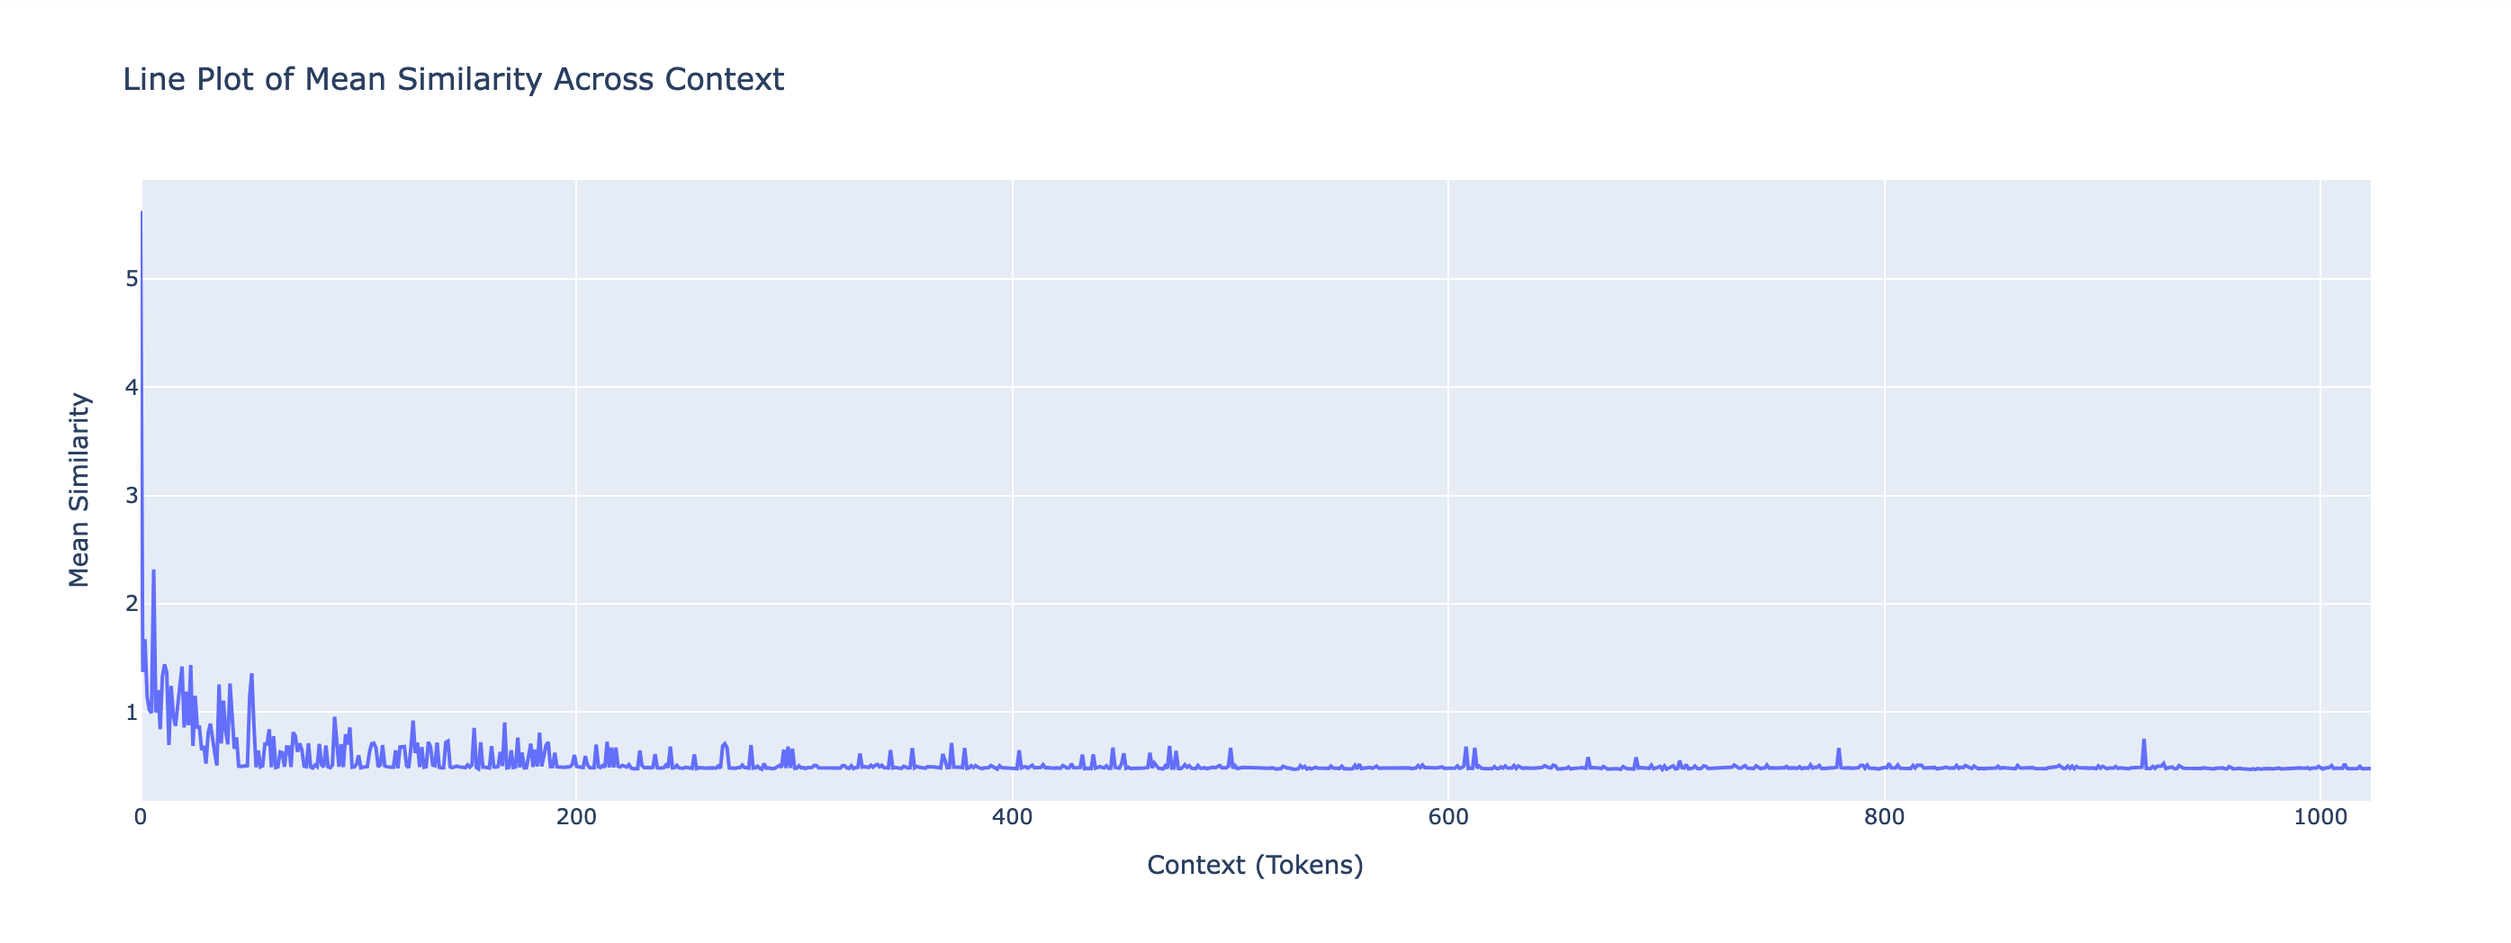 Line Plot of Mean Similarity Across Context
Mean Similarity
5
4
3
2
1
0 200 400 600 800 1000
Context (Tokens)